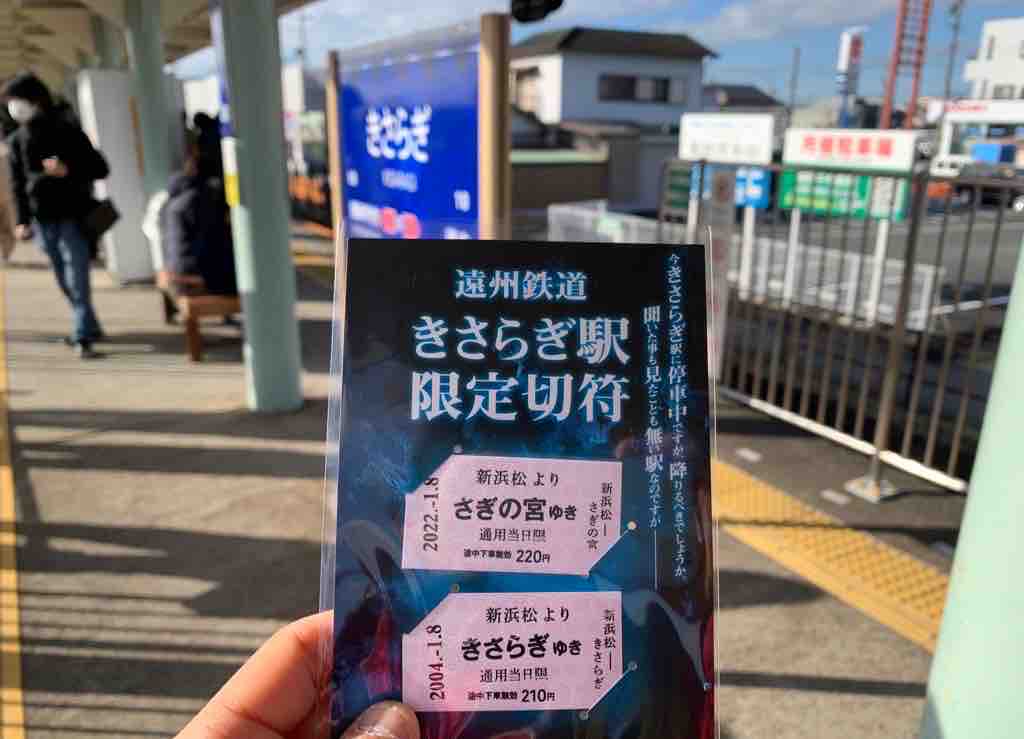 きさらぎ
月極駐車場
遠州鉄道
きさらぎ駅
限定切符
今きさらぎ駅に停車中ですが、降りるべきでしょうか。
聞いた事も見たことも無い駅なのですが――
新浜松 より
さぎの宮 ゆき
通用当日限
途中下車無効 220円
2022.-1.8
新浜松―
さぎの宮
新浜松 より
きさらぎ ゆき
通用当日限
途中下車無効 210円
2004.-1.8
新浜松―
きさらぎ